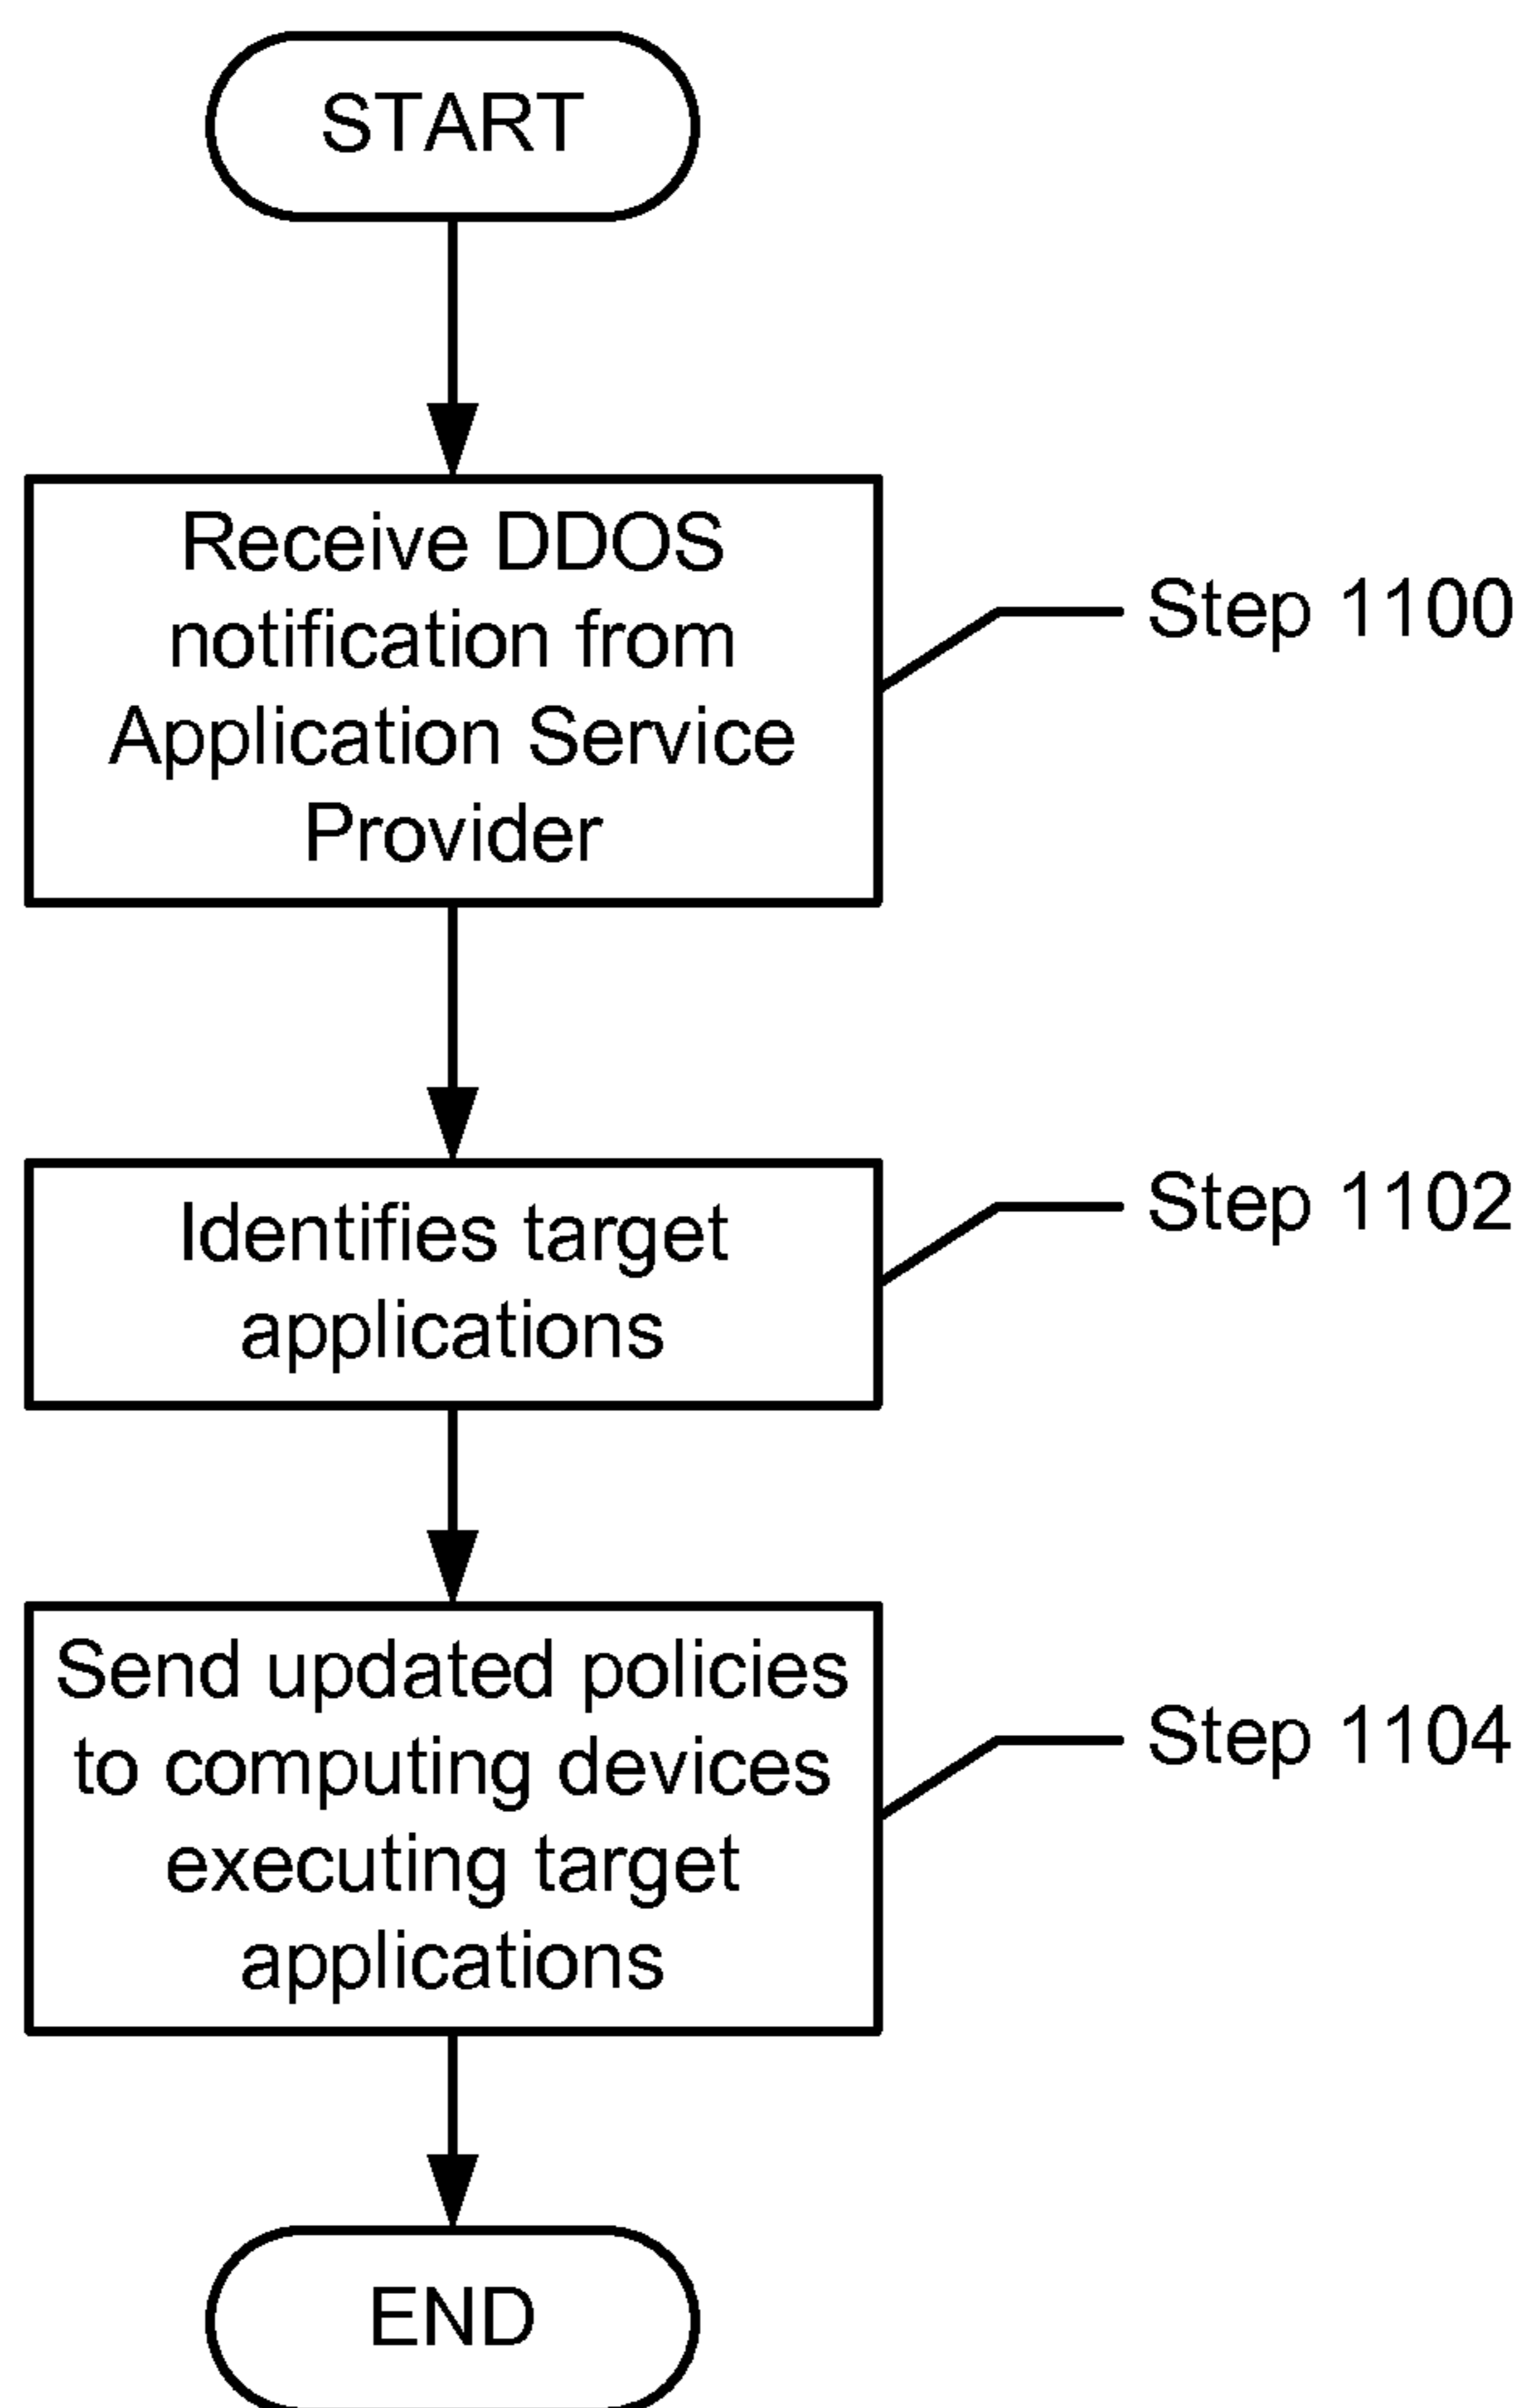 START
Receive DDOS
notification from
Application Service
Provider
Step 1100
Identifies target
applications
Step 1102
Send updated policies
to computing devices
executing target
applications
Step 1104
END